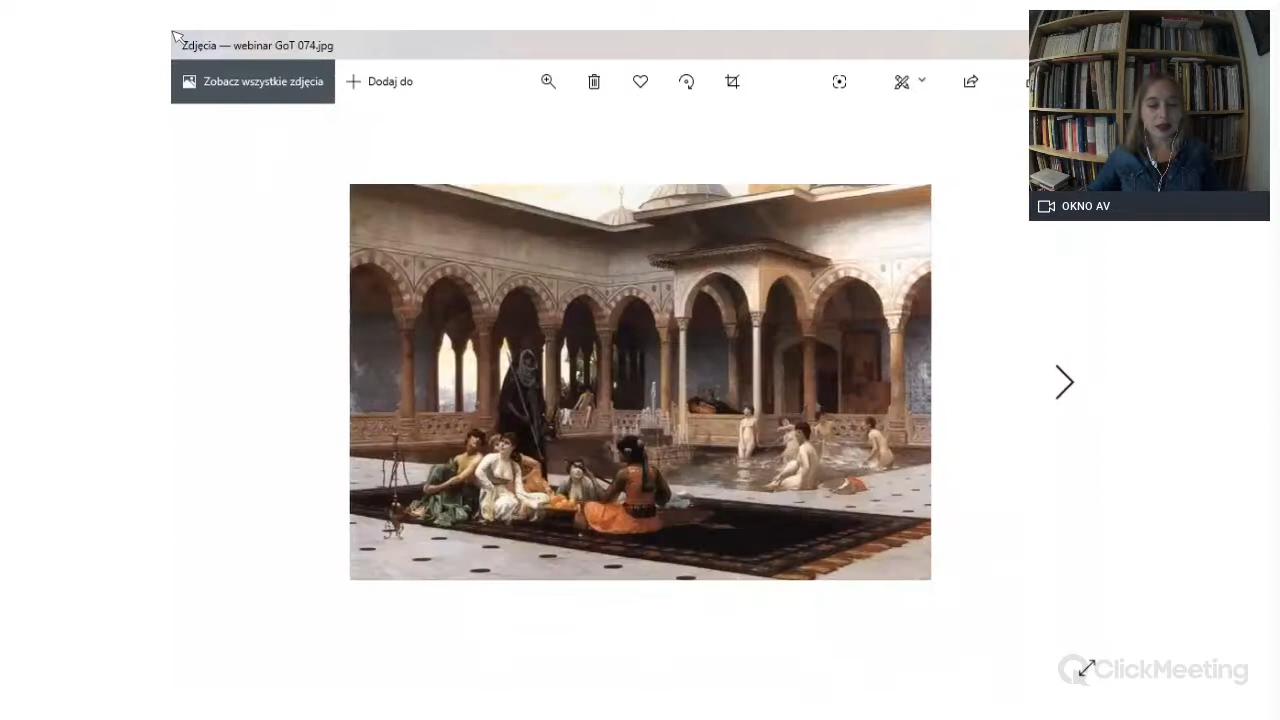 Zdjęcia — webinar GoT 074.jpg
Zobacz wszystkie zdjęcia
Dodaj do
OKNO AV
ClickMeeting